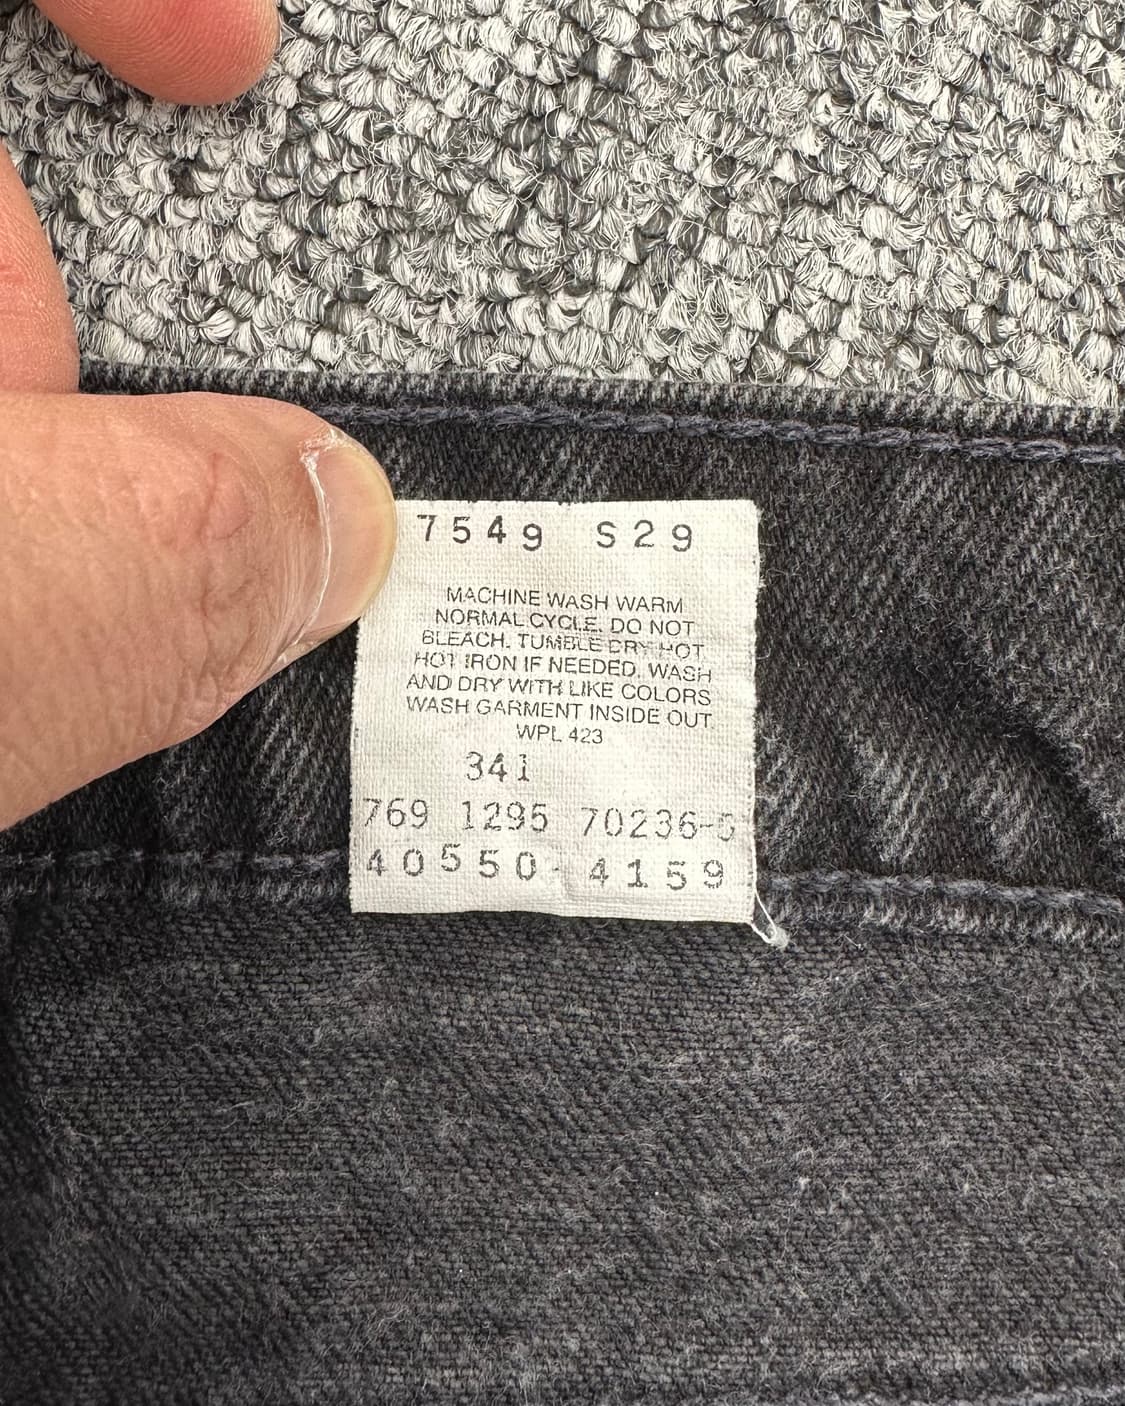 7549 S29
MACHINE WASH WARM
NORMAL CYCLE. DO NOT
BLEACH. TUMBLE DRY HOT
HOT IRON IF NEEDED. WASH
AND DRY WITH LIKE COLORS
WASH GARMENT INSIDE OUT
WPL 423
341
769 1295 70236-
40550-4159